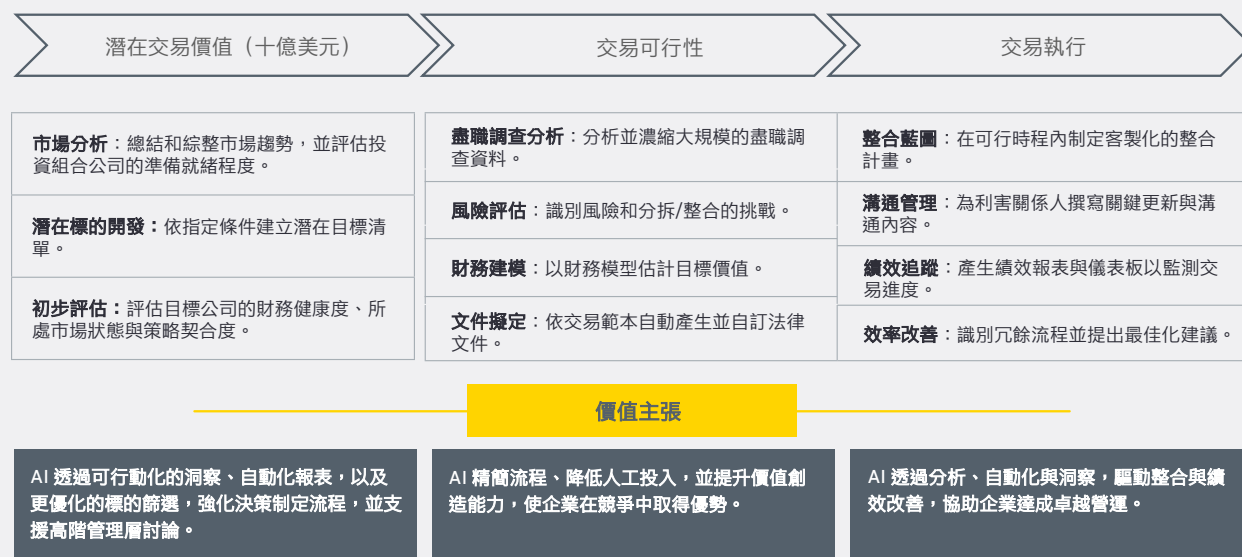 潛在交易價值（十億美元）
交易可行性
交易執行
市場分析：總結和綜整市場趨勢，並評估投
資組合公司的準備就緒程度。
潛在標的開發：依指定條件建立潛在目標清
單。
初步評估：評估目標公司的財務健康度、所
處市場狀態與策略契合度。
盡職調查分析：分析並濃縮大規模的盡職調
查資料。
風險評估：識別風險和分拆/整合的挑戰。
財務建模：以財務模型估計目標價值。
文件擬定：依交易範本自動產生並自訂法律
文件。
整合藍圖：在可行時程內制定客製化的整合
計畫。
溝通管理：為利害關係人撰寫關鍵更新與溝
通內容。
績效追蹤：產生績效報表與儀表板以監測交
易進度。
效率改善：識別冗餘流程並提出最佳化建議。
價值主張
AI 透過可行動化的洞察、自動化報表，以及
更優化的標的篩選，強化決策制定流程，並支
援高階管理層討論。
AI 精簡流程、降低人工投入，並提升價值創
造能力，使企業在競爭中取得優勢。
AI 透過分析、自動化與洞察，驅動整合與績
效改善，協助企業達成卓越營運。